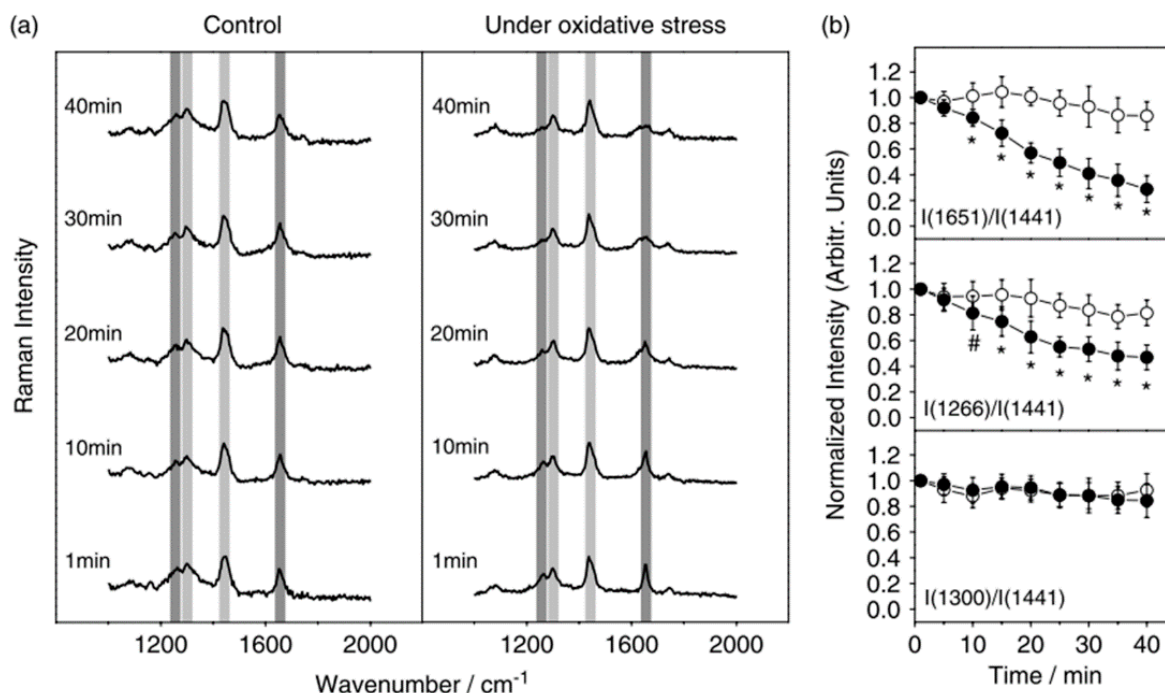 (a)
Control
Under oxidative stress
Raman Intensity
40min
30min
20min
10min
1min
40min
30min
20min
10min
1min
1200 1600 2000
1200 1600 2000
Wavenumber / cm⁻¹
(b)
Normalized Intensity (Arbitr. Units)
1.2
1.0
0.8
0.6
0.4
0.2
0.0
* * * * * * *
I(1651)/I(1441)
1.2
1.0
0.8
0.6
0.4
0.2
0.0
# * * * * * *
I(1266)/I(1441)
1.2
1.0
0.8
0.6
0.4
0.2
0.0
I(1300)/I(1441)
0 10 20 30 40
Time / min